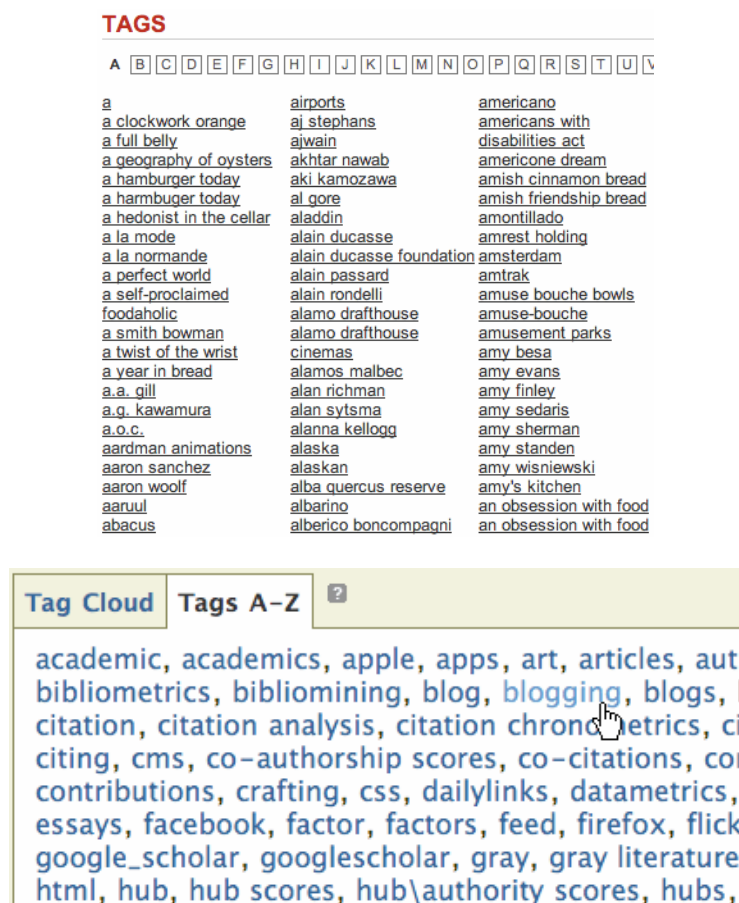 TAGS
A B C D E F G H I J K L M N O P Q R S T U V
a
a clockwork orange
a full belly
a geography of oysters
a hamburger today
a harmbuger today
a hedonist in the cellar
a la mode
a la normande
a perfect world
a self-proclaimed
foodaholic
a smith bowman
a twist of the wrist
a year in bread
a.a. gill
a.g. kawamura
a.o.c.
aardman animations
aaron sanchez
aaron woolf
aaruul
abacus
airports
aj stephans
ajwain
akhtar nawab
aki kamozawa
al gore
aladdin
alain ducasse
alain ducasse foundation
alain passard
alain rondelli
alamo drafthouse
alamo drafthouse
cinemas
alamos malbec
alan richman
alan sytsma
alanna kellogg
alaska
alaskan
alba quercus reserve
albarino
alberico boncompagni
americano
americans with
disabilities act
americone dream
amish cinnamon bread
amish friendship bread
amontillado
amrest holding
amsterdam
amtrak
amuse bouche bowls
amuse-bouche
amusement parks
amy besa
amy evans
amy finley
amy sedaris
amy sherman
amy standen
amy wisniewski
amy's kitchen
an obsession with food
an obsession with food
Tag Cloud Tags A–Z ?
academic, academics, apple, apps, art, articles, aut
bibliometrics, bibliomining, blog, blogging, blogs,
citation, citation analysis, citation chronometrics, ci
citing, cms, co-authorship scores, co-citations, co
contributions, crafting, css, dailylinks, datametrics,
essays, facebook, factor, factors, feed, firefox, flick
google_scholar, googlescholar, gray, gray literature
html, hub, hub scores, hub\authority scores, hubs,